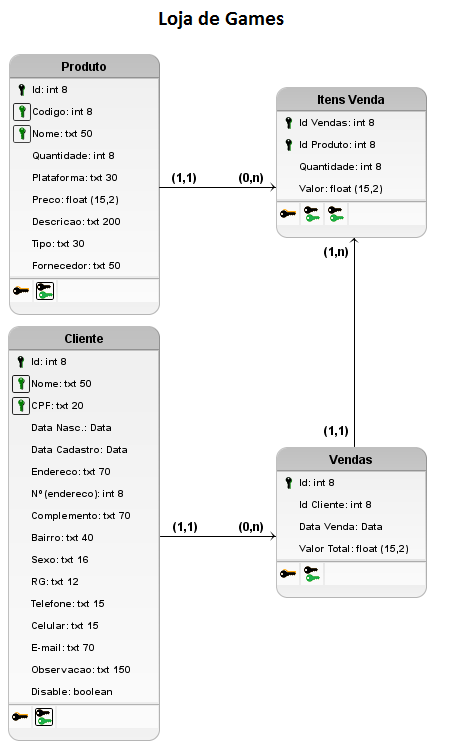 Loja de Games
Produto
Id: int 8
Codigo: int 8
Nome: txt 50
Quantidade: int 8
Plataforma: txt 30
Preco: float (15,2)
Descricao: txt 200
Tipo: txt 30
Fornecedor: txt 50
(1,1)
(0,n)
Itens Venda
Id Vendas: int 8
Id Produto: int 8
Quantidade: int 8
Valor: float (15,2)
(1,n)
(1,1)
Cliente
Id: int 8
Nome: txt 50
CPF: txt 20
Data Nasc.: Data
Data Cadastro: Data
Endereco: txt 70
Nº(endereco): int 8
Complemento: txt 70
Bairro: txt 40
Sexo: txt 16
RG: txt 12
Telefone: txt 15
Celular: txt 15
E-mail: txt 70
Observacao: txt 150
Disable: boolean
(1,1)
(0,n)
Vendas
Id: int 8
Id Cliente: int 8
Data Venda: Data
Valor Total: float (15,2)